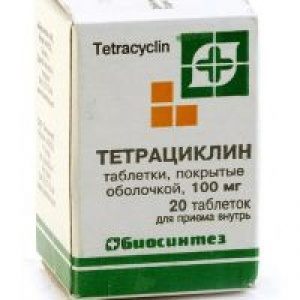 Tetracyclin
ТЕТРАЦИКЛИН
таблетки, покрытые
оболочкой, 100 мг
20 таблеток
для приема внутрь
Биосинтез